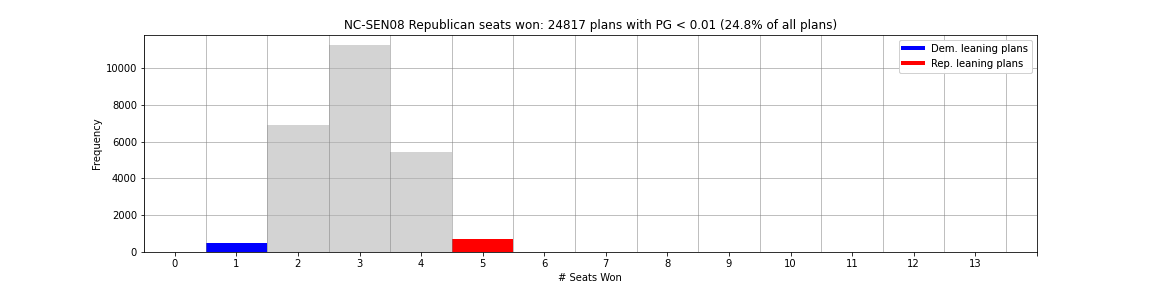 NC-SEN08 Republican seats won: 24817 plans with PG < 0.01 (24.8% of all plans)
Dem. leaning plans
Rep. leaning plans
Frequency
10000
8000
6000
4000
2000
0
0 1 2 3 4 5 6 7 8 9 10 11 12 13
# Seats Won